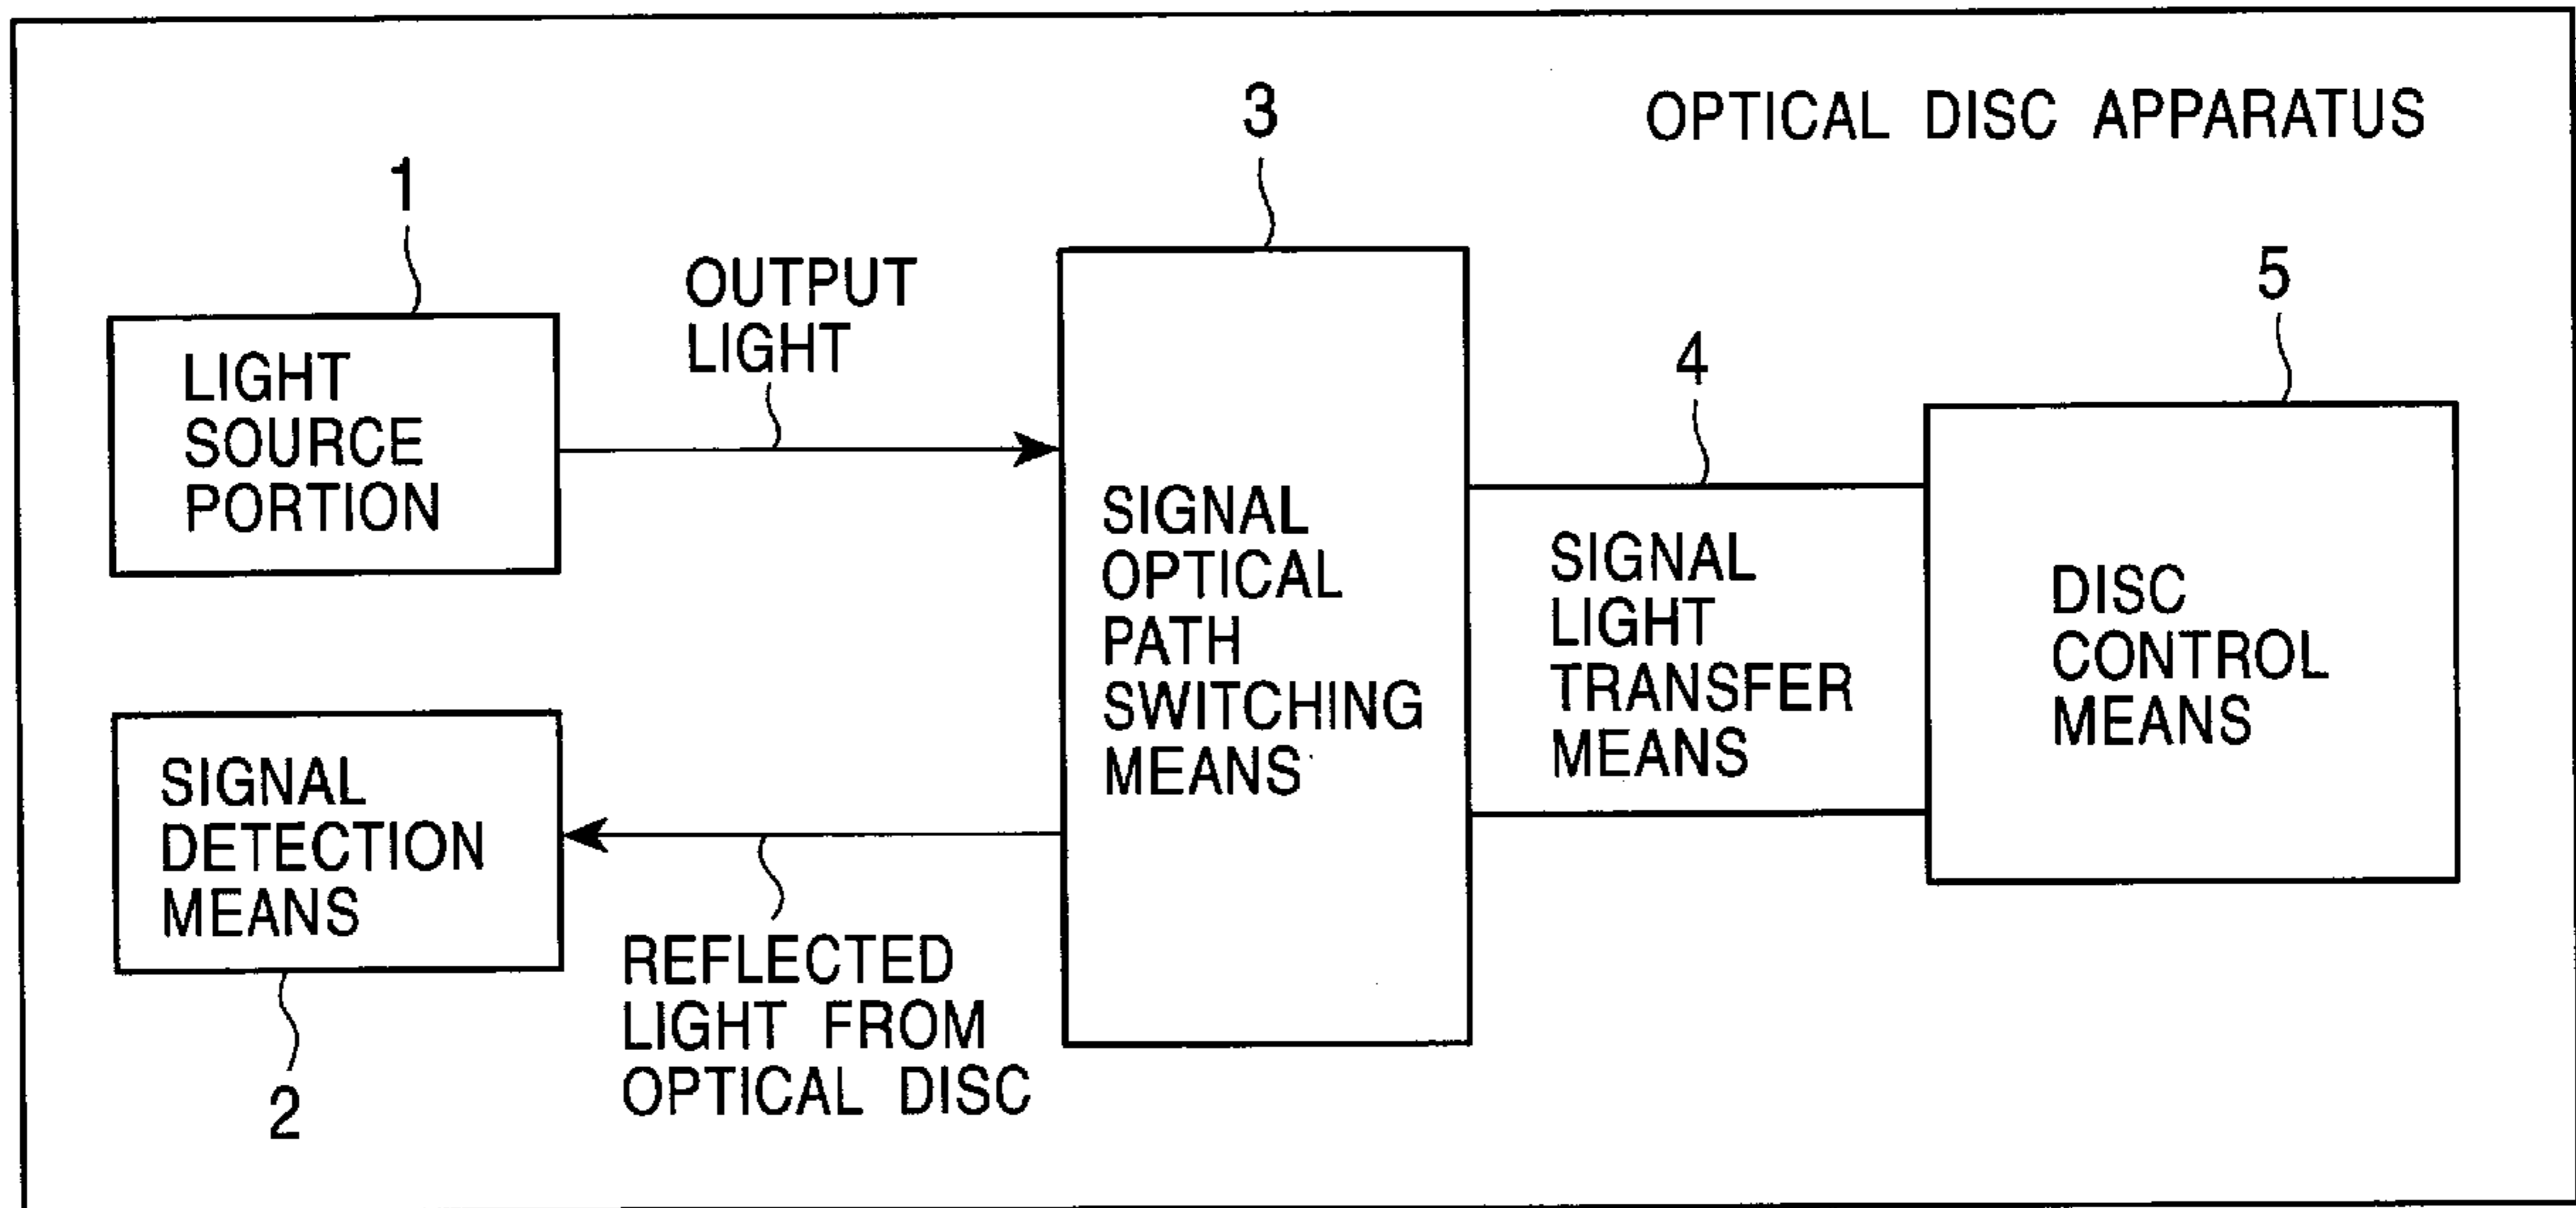 OPTICAL DISC APPARATUS
1
LIGHT
SOURCE
PORTION
OUTPUT
LIGHT
3
SIGNAL
OPTICAL
PATH
SWITCHING
MEANS
4
SIGNAL
LIGHT
TRANSFER
MEANS
5
DISC
CONTROL
MEANS
SIGNAL
DETECTION
MEANS
2
REFLECTED
LIGHT FROM
OPTICAL DISC